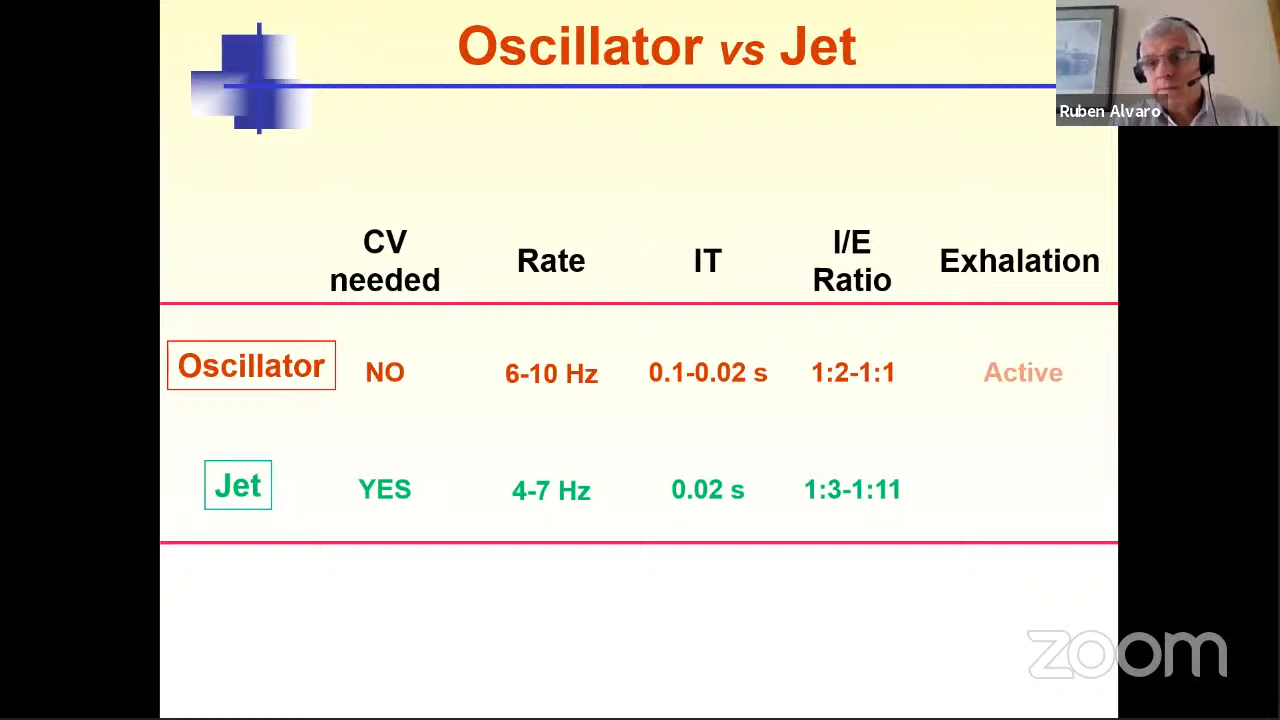 Oscillator vs Jet
Ruben Alvaro
CV needed Rate IT I/E Ratio Exhalation
Oscillator NO 6-10 Hz 0.1-0.02 s 1:2-1:1 Active
Jet YES 4-7 Hz 0.02 s 1:3-1:11
zoom